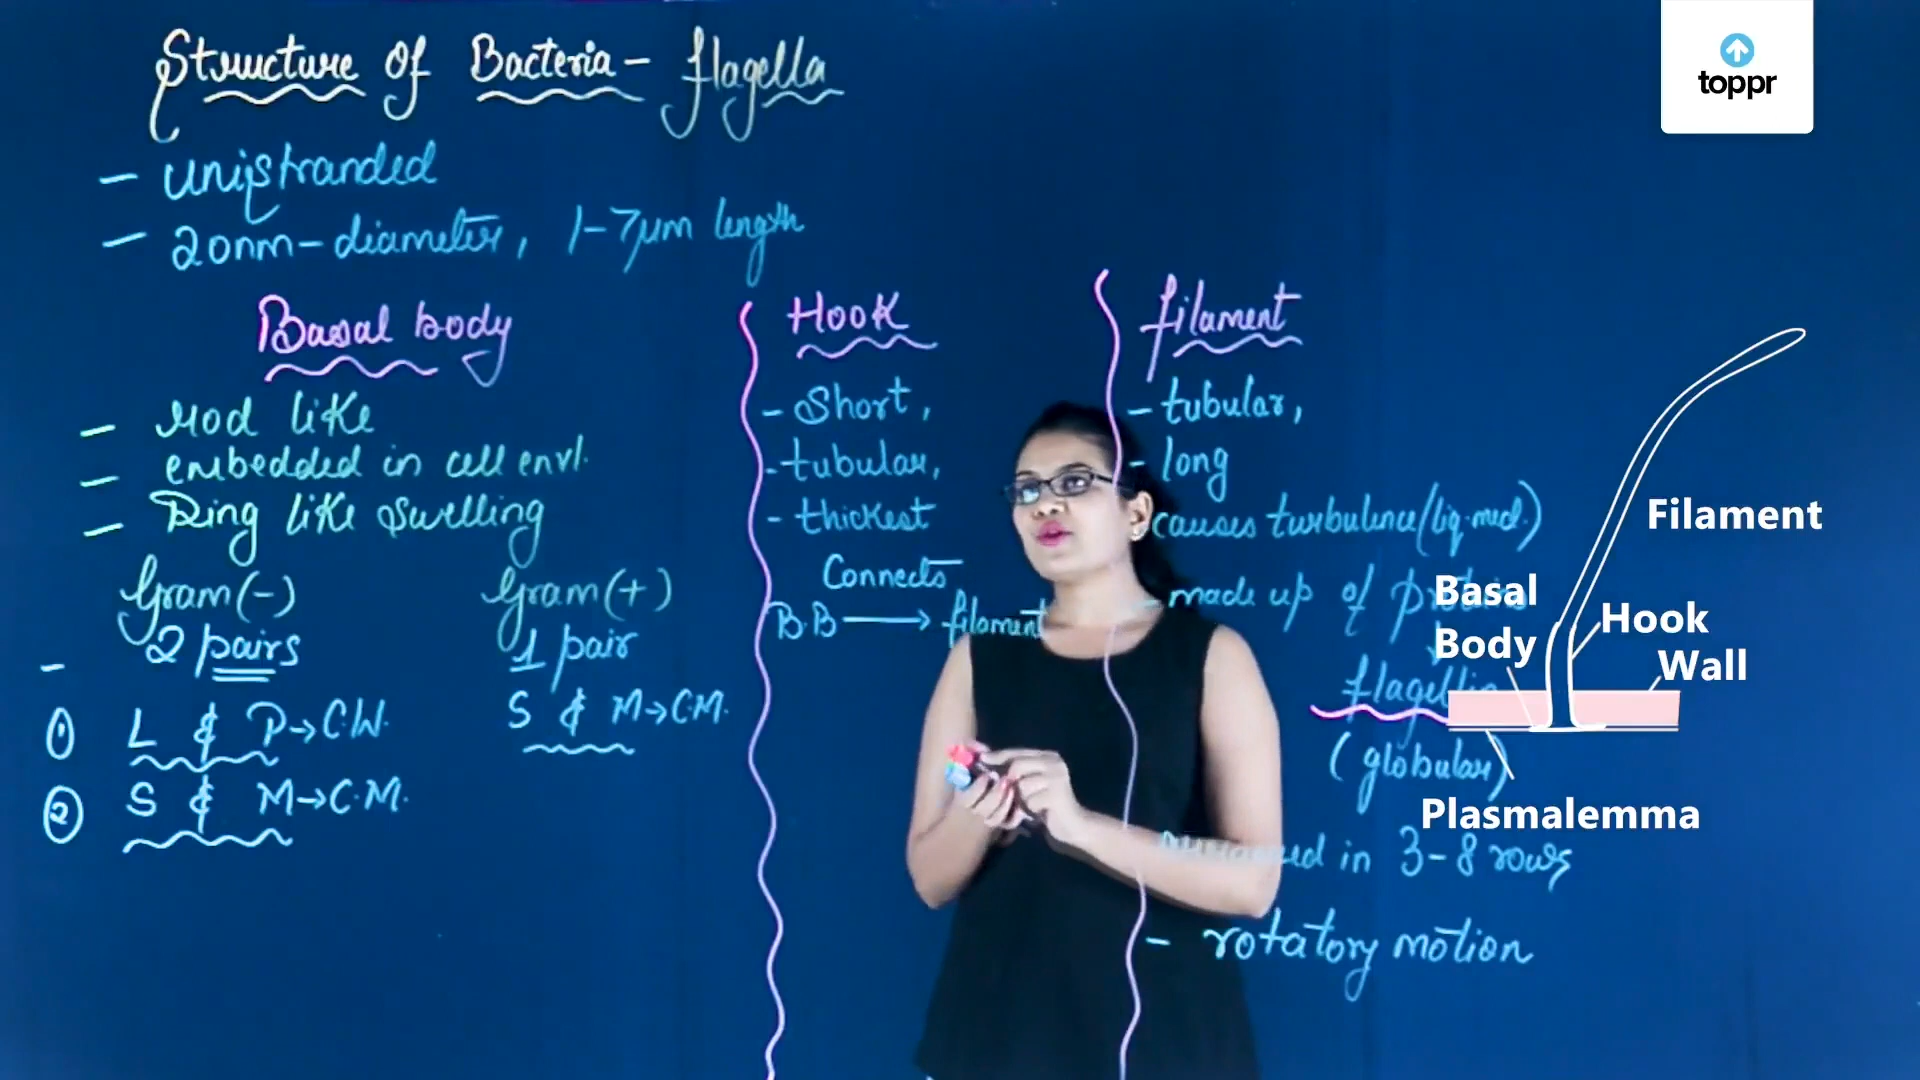 Structure of Bacteria - flagella
- unistranded
- 20nm - diameter, 1-7μm length
Basal body
- rod like
- embedded in cell envl.
- Ring like swelling
Gram (-) Gram (+)
- 2 pairs 1 pair
① L & P → C.W. S & M → C.M.
② S & M → C.M.
Hook
- Short,
- tubular,
- thickest
Connects
B.B → filament
filament
- tubular,
- long
causes turbulence (liq. med.)
- made up of
flagellin
(globular)
in 3-8 rows
- rotatory motion
Filament
Basal
Body
Hook
Wall
Plasmalemma
toppr